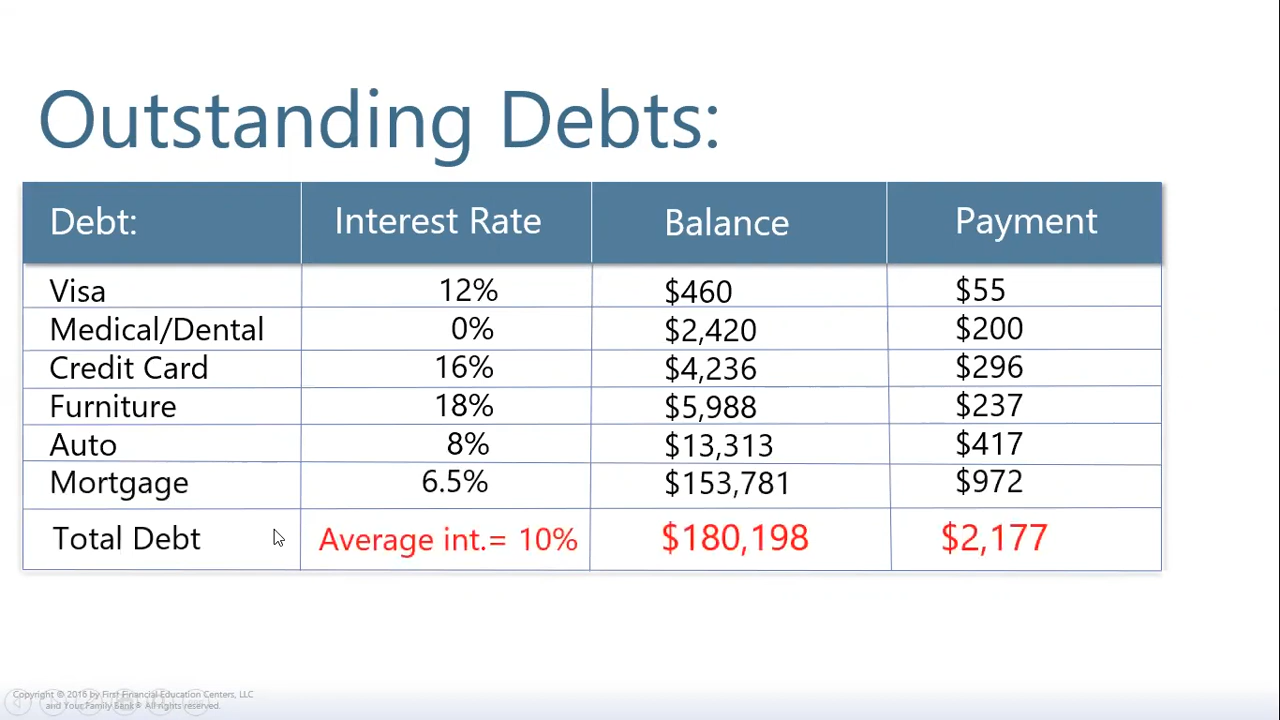 Outstanding Debts:
Debt: Interest Rate Balance Payment
Visa 12% $460 $55
Medical/Dental 0% $2,420 $200
Credit Card 16% $4,236 $296
Furniture 18% $5,988 $237
Auto 8% $13,313 $417
Mortgage 6.5% $153,781 $972
Total Debt Average int.= 10% $180,198 $2,177
Copyright © 2016 by First Financial Education Centers, LLC
and Your Family Bank® All rights reserved.